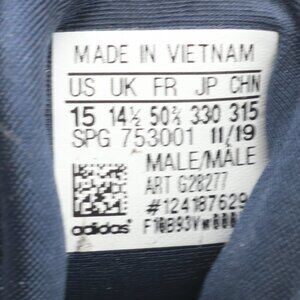 MADE IN VIETNAM
US UK FR JP CHN
15 14½ 50⅔ 330 315
SPG 753001 11/19
MALE/MÂLE
ART G28277
#124187629
adidas